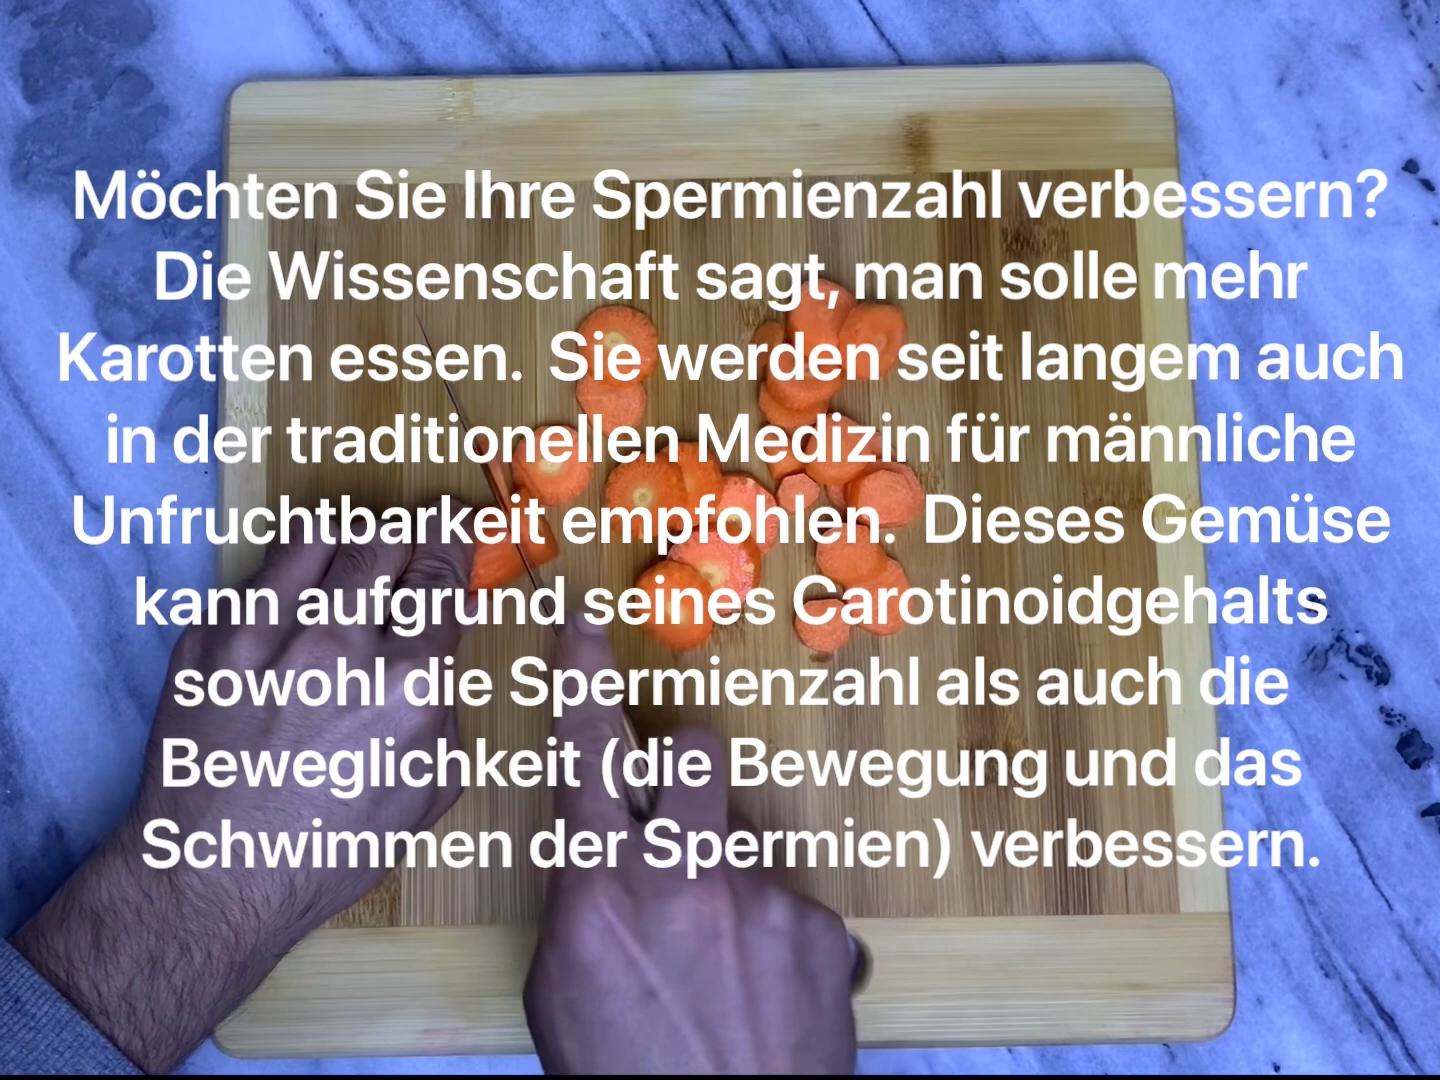 Möchten Sie Ihre Spermienzahl verbessern?
Die Wissenschaft sagt, man solle mehr
Karotten essen. Sie werden seit langem auch
in der traditionellen Medizin für männliche
Unfruchtbarkeit empfohlen. Dieses Gemüse
kann aufgrund seines Carotinoidgehalts
sowohl die Spermienzahl als auch die
Beweglichkeit (die Bewegung und das
Schwimmen der Spermien) verbessern.